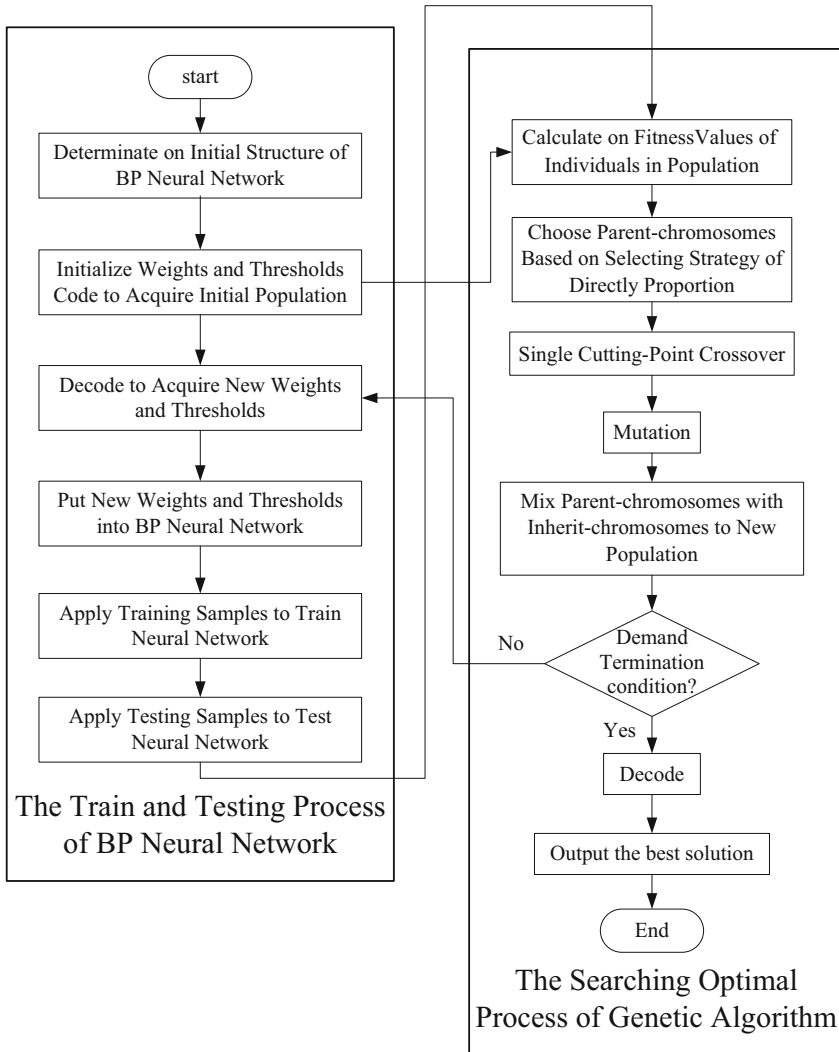 start
Determinate on Initial Structure of
BP Neural Network
Initialize Weights and Thresholds
Code to Acquire Initial Population
Decode to Acquire New Weights
and Thresholds
Put New Weights and Thresholds
into BP Neural Network
Apply Training Samples to Train
Neural Network
Apply Testing Samples to Test
Neural Network
The Train and Testing Process
of BP Neural Network
Calculate on FitnessValues of
Individuals in Population
Choose Parent-chromosomes
Based on Selecting Strategy of
Directly Proportion
Single Cutting-Point Crossover
Mutation
Mix Parent-chromosomes with
Inherit-chromosomes to New
Population
No
Demand
Termination
condition?
Yes
Decode
Output the best solution
End
The Searching Optimal
Process of Genetic Algorithm